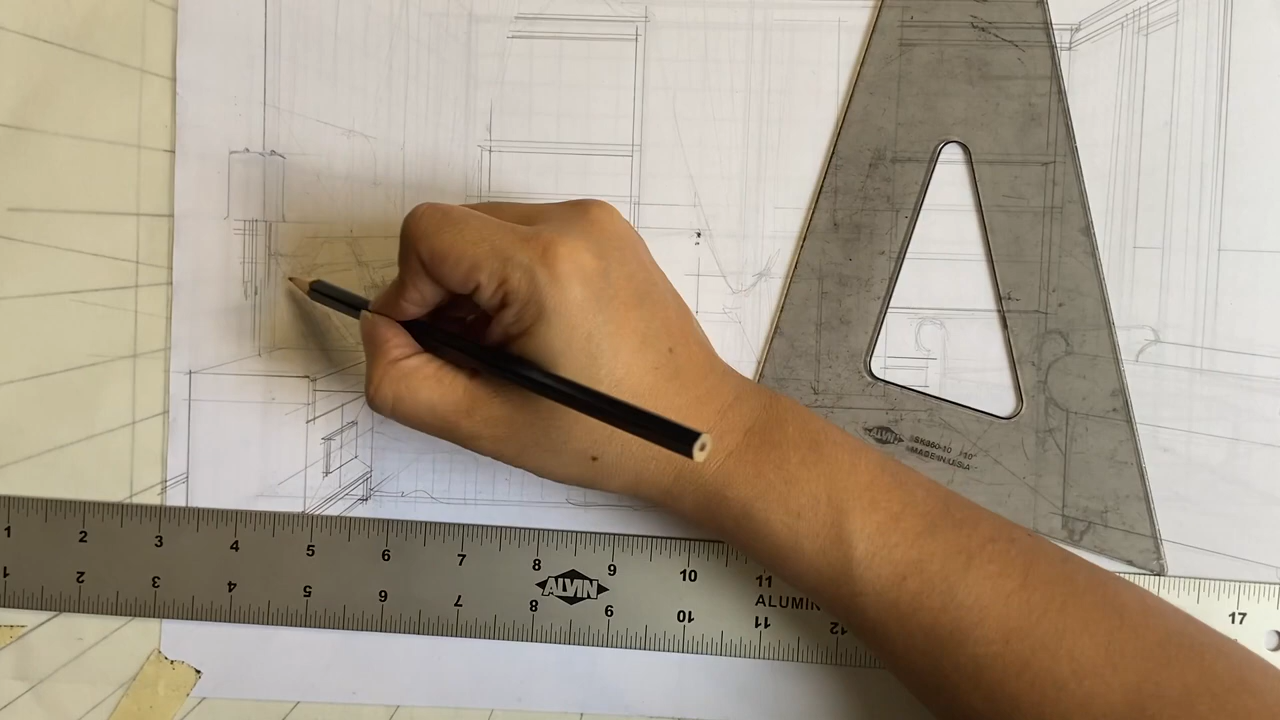 ALVIN SK360-10 10"
MADE IN U.S.A
1 2 3 4 5 6 7 8 9 10 11 17
ALVIN
ALUMIN
1 2 3 4 5 6 7 8 9 10 11 12